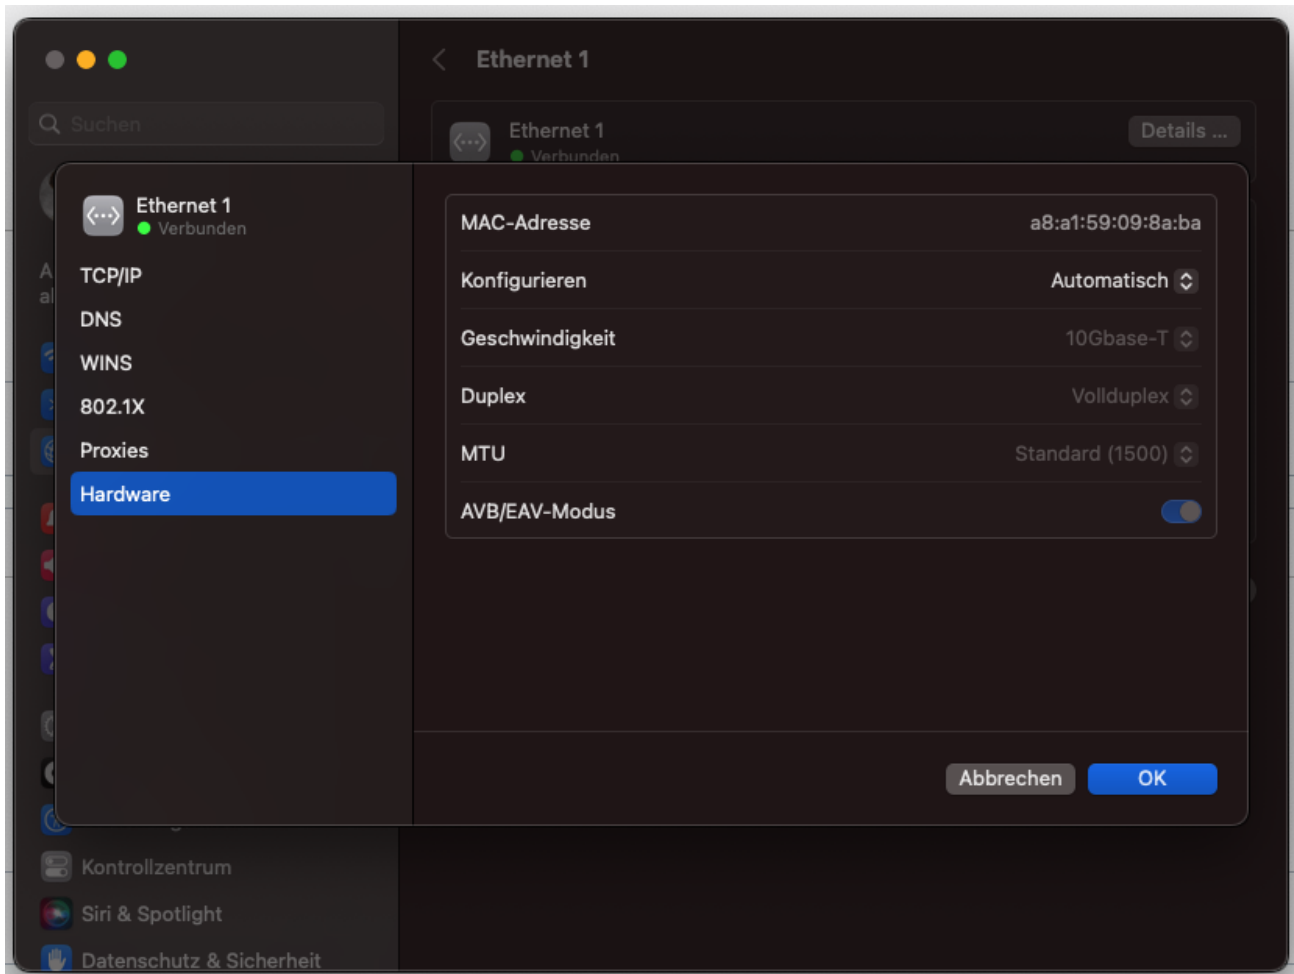 Ethernet 1
Suchen
Ethernet 1
Details ...
Verbunden
Ethernet 1
Verbunden
TCP/IP
DNS
WINS
802.1X
Proxies
Hardware
MAC-Adresse a8:a1:59:09:8a:ba
Konfigurieren Automatisch
Geschwindigkeit 10Gbase-T
Duplex Vollduplex
MTU Standard (1500)
AVB/EAV-Modus
Abbrechen OK
Kontrollzentrum
Siri & Spotlight
Datenschutz & Sicherheit